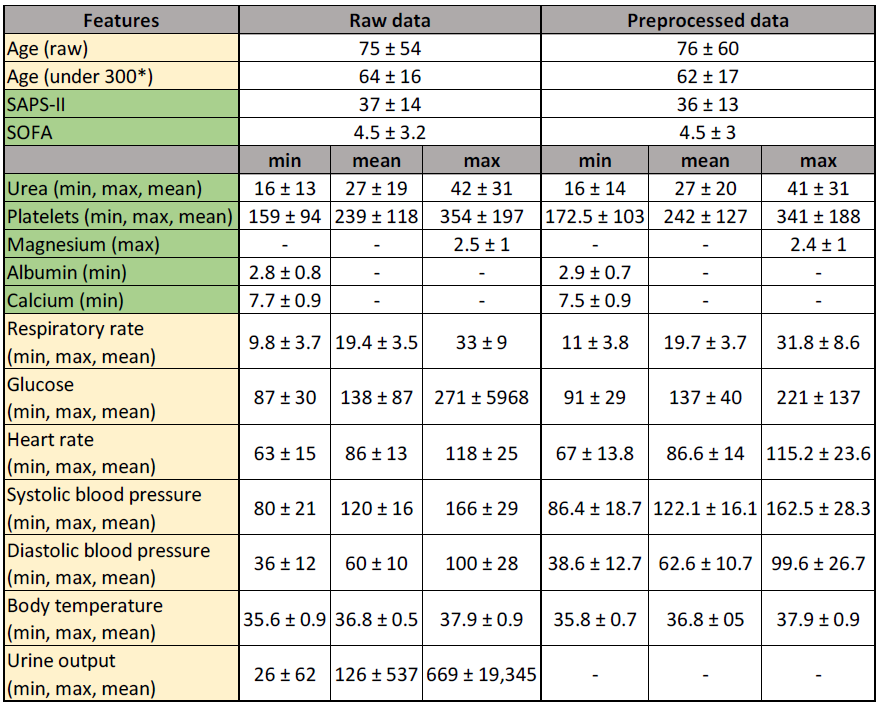 Features Raw data Preprocessed data
Age (raw) 75 ± 54 76 ± 60
Age (under 300*) 64 ± 16 62 ± 17
SAPS-II 37 ± 14 36 ± 13
SOFA 4.5 ± 3.2 4.5 ± 3
min mean max min mean max
Urea (min, max, mean) 16 ± 13 27 ± 19 42 ± 31 16 ± 14 27 ± 20 41 ± 31
Platelets (min, max, mean) 159 ± 94 239 ± 118 354 ± 197 172.5 ± 103 242 ± 127 341 ± 188
Magnesium (max) - - 2.5 ± 1 - - 2.4 ± 1
Albumin (min) 2.8 ± 0.8 - - 2.9 ± 0.7 - -
Calcium (min) 7.7 ± 0.9 - - 7.5 ± 0.9 - -
Respiratory rate
(min, max, mean) 9.8 ± 3.7 19.4 ± 3.5 33 ± 9 11 ± 3.8 19.7 ± 3.7 31.8 ± 8.6
Glucose
(min, max, mean) 87 ± 30 138 ± 87 271 ± 5968 91 ± 29 137 ± 40 221 ± 137
Heart rate
(min, max, mean) 63 ± 15 86 ± 13 118 ± 25 67 ± 13.8 86.6 ± 14 115.2 ± 23.6
Systolic blood pressure
(min, max, mean) 80 ± 21 120 ± 16 166 ± 29 86.4 ± 18.7 122.1 ± 16.1 162.5 ± 28.3
Diastolic blood pressure
(min, max, mean) 36 ± 12 60 ± 10 100 ± 28 38.6 ± 12.7 62.6 ± 10.7 99.6 ± 26.7
Body temperature
(min, max, mean) 35.6 ± 0.9 36.8 ± 0.5 37.9 ± 0.9 35.8 ± 0.7 36.8 ± 05 37.9 ± 0.9
Urine output
(min, max, mean) 26 ± 62 126 ± 537 669 ± 19,345 - - -